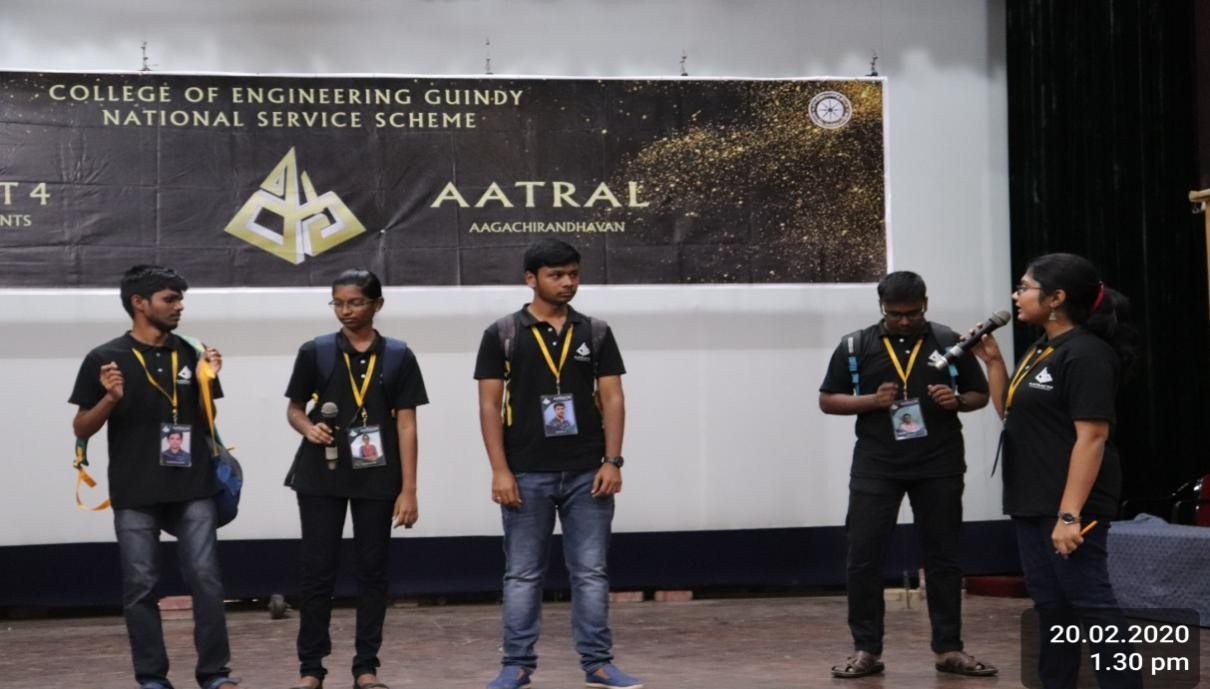 COLLEGE OF ENGINEERING GUINDY
NATIONAL SERVICE SCHEME
T 4
NTS
AATRAL
AAGACHIRANDHAVAN
20.02.2020
1.30 pm